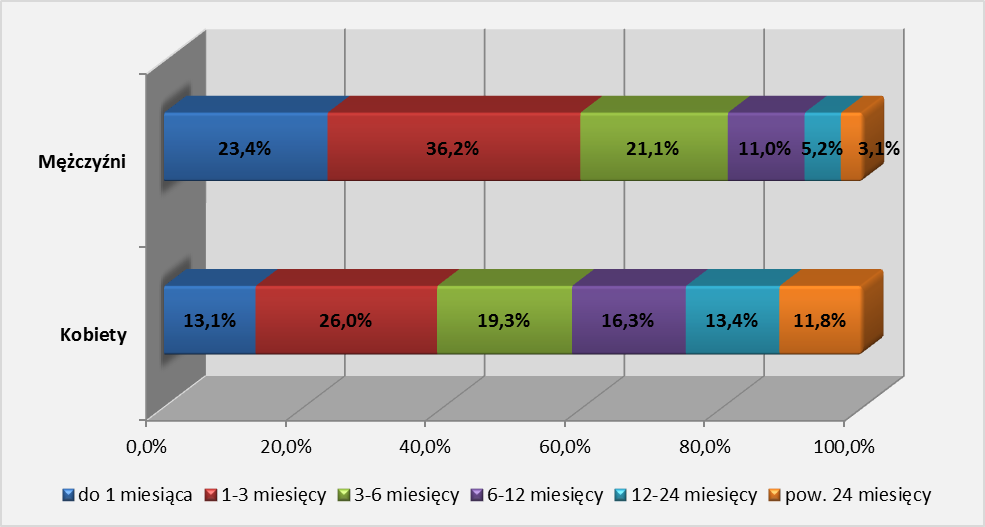 Mężczyźni
23,4% 36,2% 21,1% 11,0% 5,2% 3,1%
Kobiety
13,1% 26,0% 19,3% 16,3% 13,4% 11,8%
0,0% 20,0% 40,0% 60,0% 80,0% 100,0%
do 1 miesiąca 1-3 miesięcy 3-6 miesięcy 6-12 miesięcy 12-24 miesięcy pow. 24 miesięcy